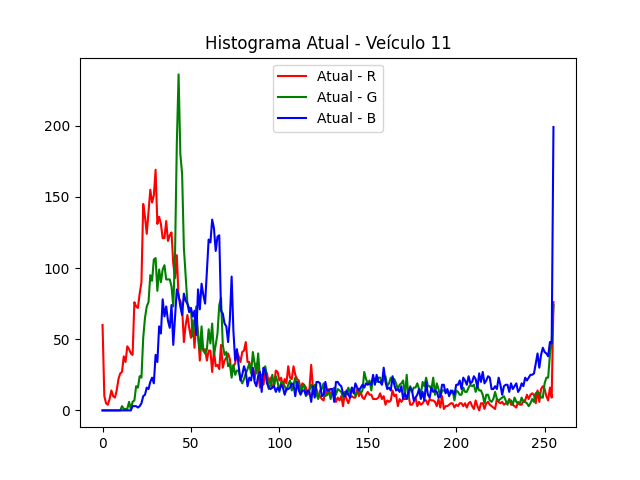 Histograma Atual - Veículo 11
Atual - R
Atual - G
Atual - B
200
150
100
50
0
0 50 100 150 200 250